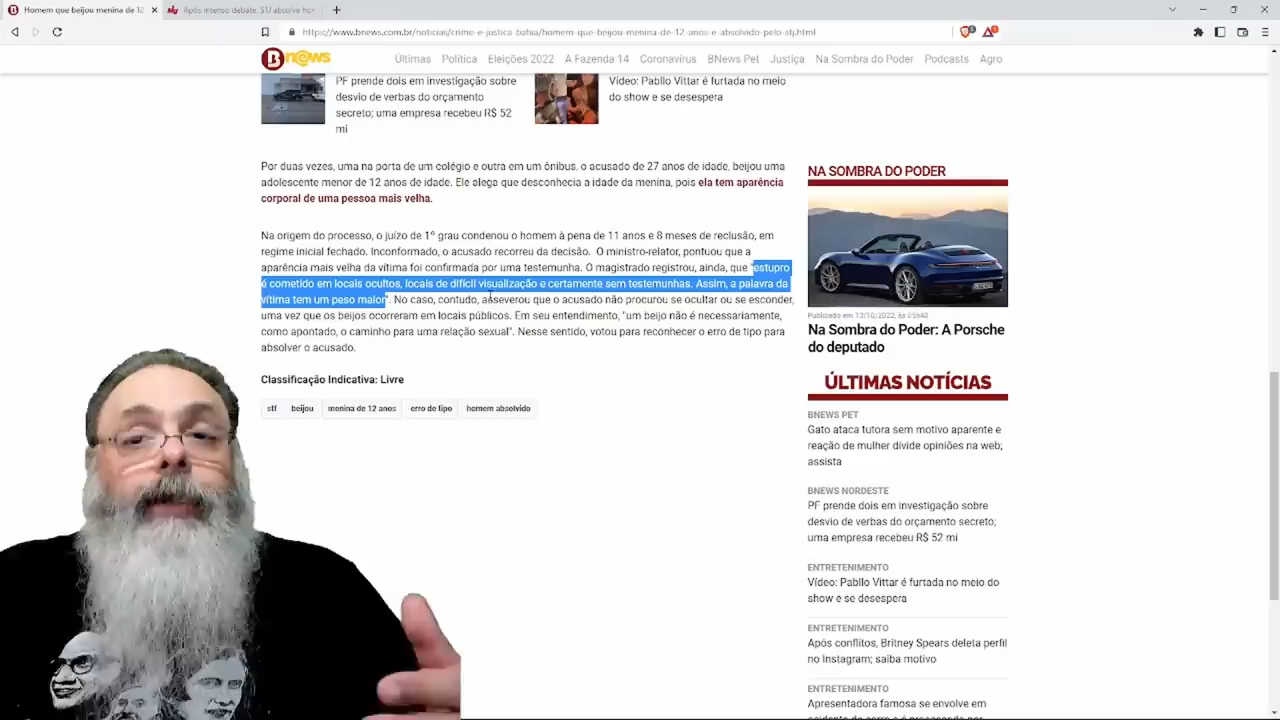 Homem que beijou menina de 12
Após intenso debate, STJ absolve hom
https://www.bnews.com.br/noticias/crime-e-justica-bahia/homem-que-beijou-menina-de-12-anos-e-absolvido-pelo-stj.html
Bnews
Últimas Política Eleições 2022 A Fazenda 14 Coronavírus BNews Pet Justiça Na Sombra do Poder Podcasts Agro
PF prende dois em investigação sobre
desvio de verbas do orçamento
secreto; uma empresa recebeu R$ 52
mi
Vídeo: Pabllo Vittar é furtada no meio
do show e se desespera
Por duas vezes, uma na porta de um colégio e outra em um ônibus, o acusado de 27 anos de idade, beijou uma
adolescente menor de 12 anos de idade. Ele alega que desconhecia a idade da menina, pois ela tem aparência
corporal de uma pessoa mais velha.
Na origem do processo, o juízo de 1º grau condenou o homem à pena de 11 anos e 8 meses de reclusão, em
regime inicial fechado. Inconformado, o acusado recorreu da decisão. O ministro-relator, pontuou que a
aparência mais velha da vítima foi confirmada por uma testemunha. O magistrado registrou, ainda, que "estupro
é cometido em locais ocultos, locais de difícil visualização e certamente sem testemunhas. Assim, a palavra da
vítima tem um peso maior". No caso, contudo, asseverou que o acusado não procurou se ocultar ou se esconder,
uma vez que os beijos ocorreram em locais públicos. Em seu entendimento, "um beijo não é necessariamente,
como apontado, o caminho para uma relação sexual". Nesse sentido, votou para reconhecer o erro de tipo para
absolver o acusado.
Classificação Indicativa: Livre
stf beijou menina de 12 anos erro de tipo homem absolvido
NA SOMBRA DO PODER
Publicado em 13/10/2022, às 05h40
Na Sombra do Poder: A Porsche
do deputado
ÚLTIMAS NOTÍCIAS
BNEWS PET
Gato ataca tutora sem motivo aparente e
reação de mulher divide opiniões na web;
assista
BNEWS NORDESTE
PF prende dois em investigação sobre
desvio de verbas do orçamento secreto;
uma empresa recebeu R$ 52 mi
ENTRETENIMENTO
Vídeo: Pabllo Vittar é furtada no meio do
show e se desespera
ENTRETENIMENTO
Após conflitos, Britney Spears deleta perfil
no Instagram; saiba motivo
ENTRETENIMENTO
Apresentadora famosa se envolve em